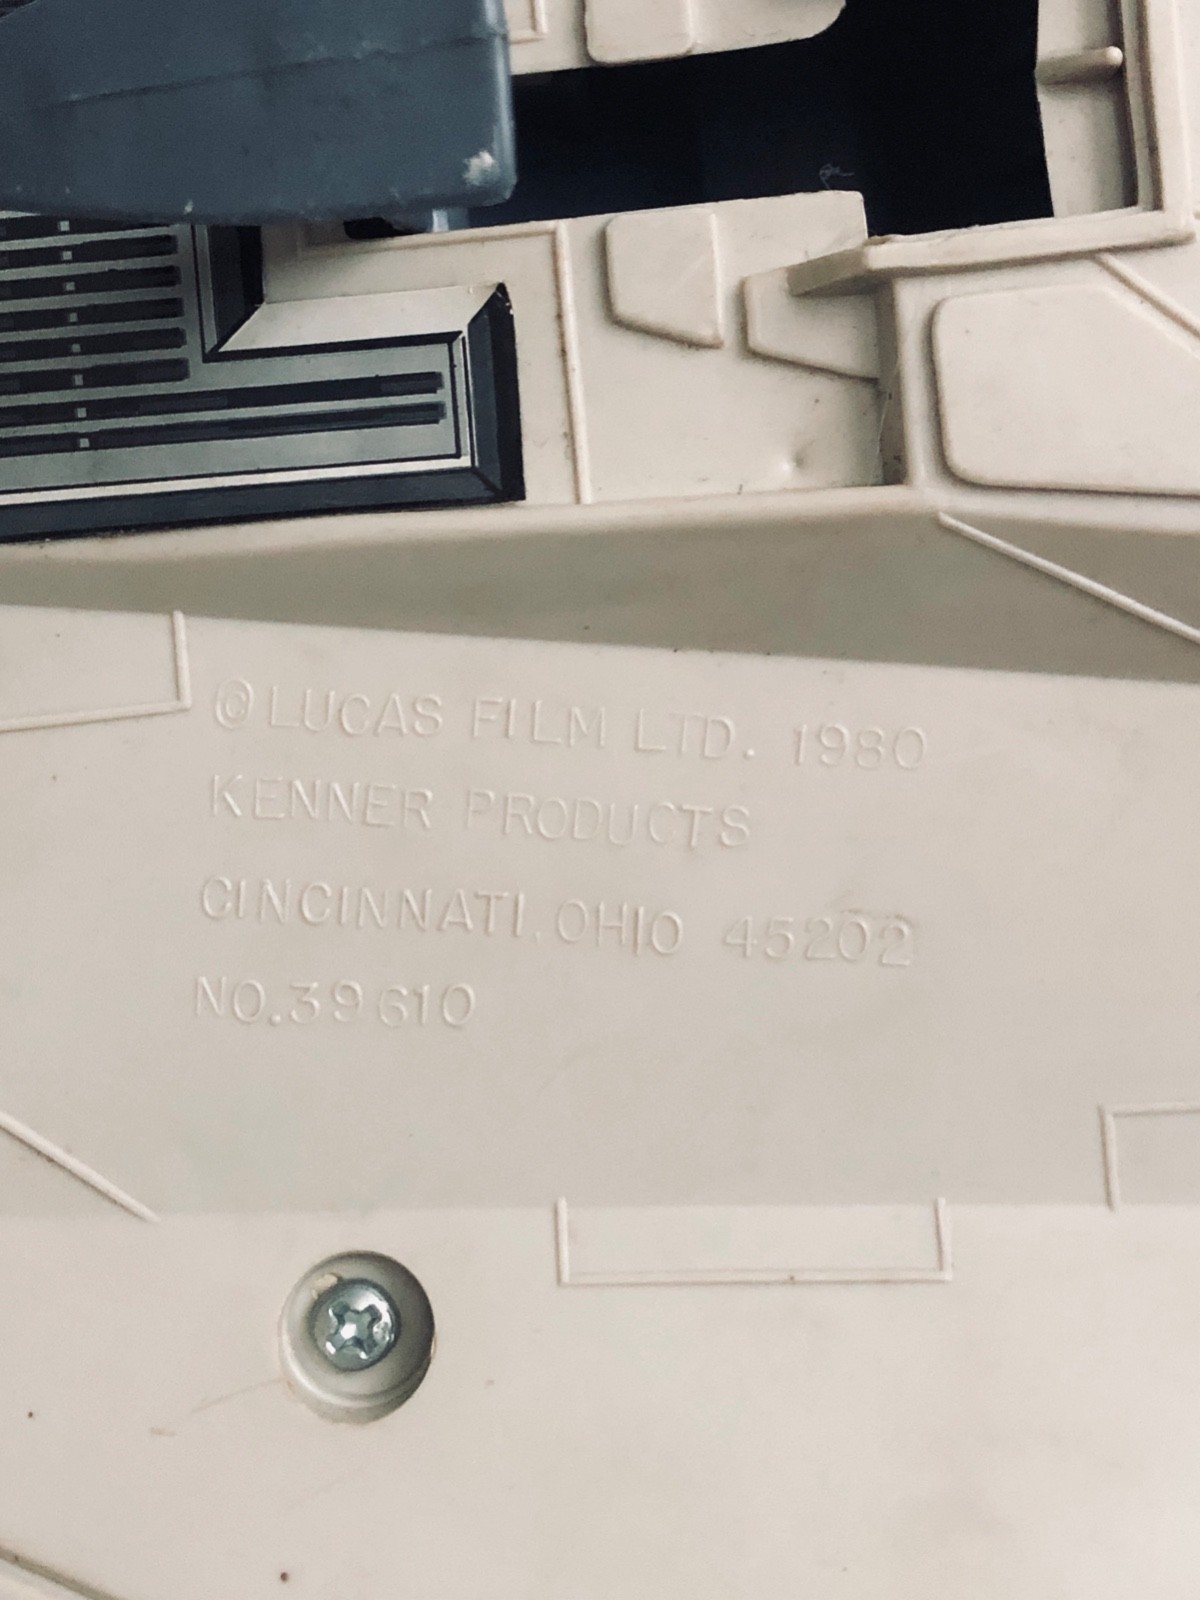 ©LUCAS FILM LTD. 1980
KENNER PRODUCTS
CINCINNATI, OHIO 45202
NO.39610